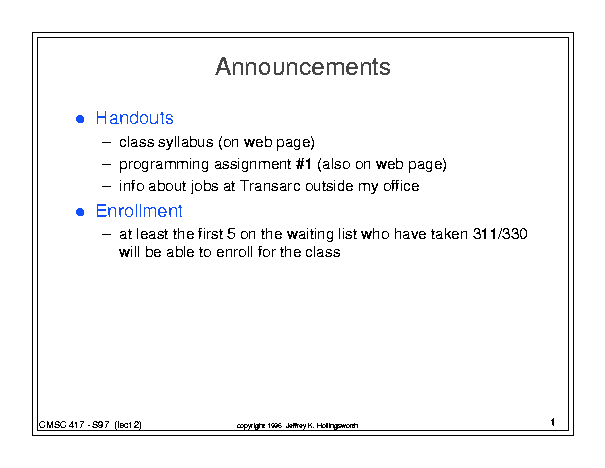 Announcements
● Handouts
– class syllabus (on web page)
– programming assignment #1 (also on web page)
– info about jobs at Transarc outside my office
● Enrollment
– at least the first 5 on the waiting list who have taken 311/330
will be able to enroll for the class
CMSC 417 - S97 (lect 2)
copyright 1996 Jeffrey K. Hollingsworth
1